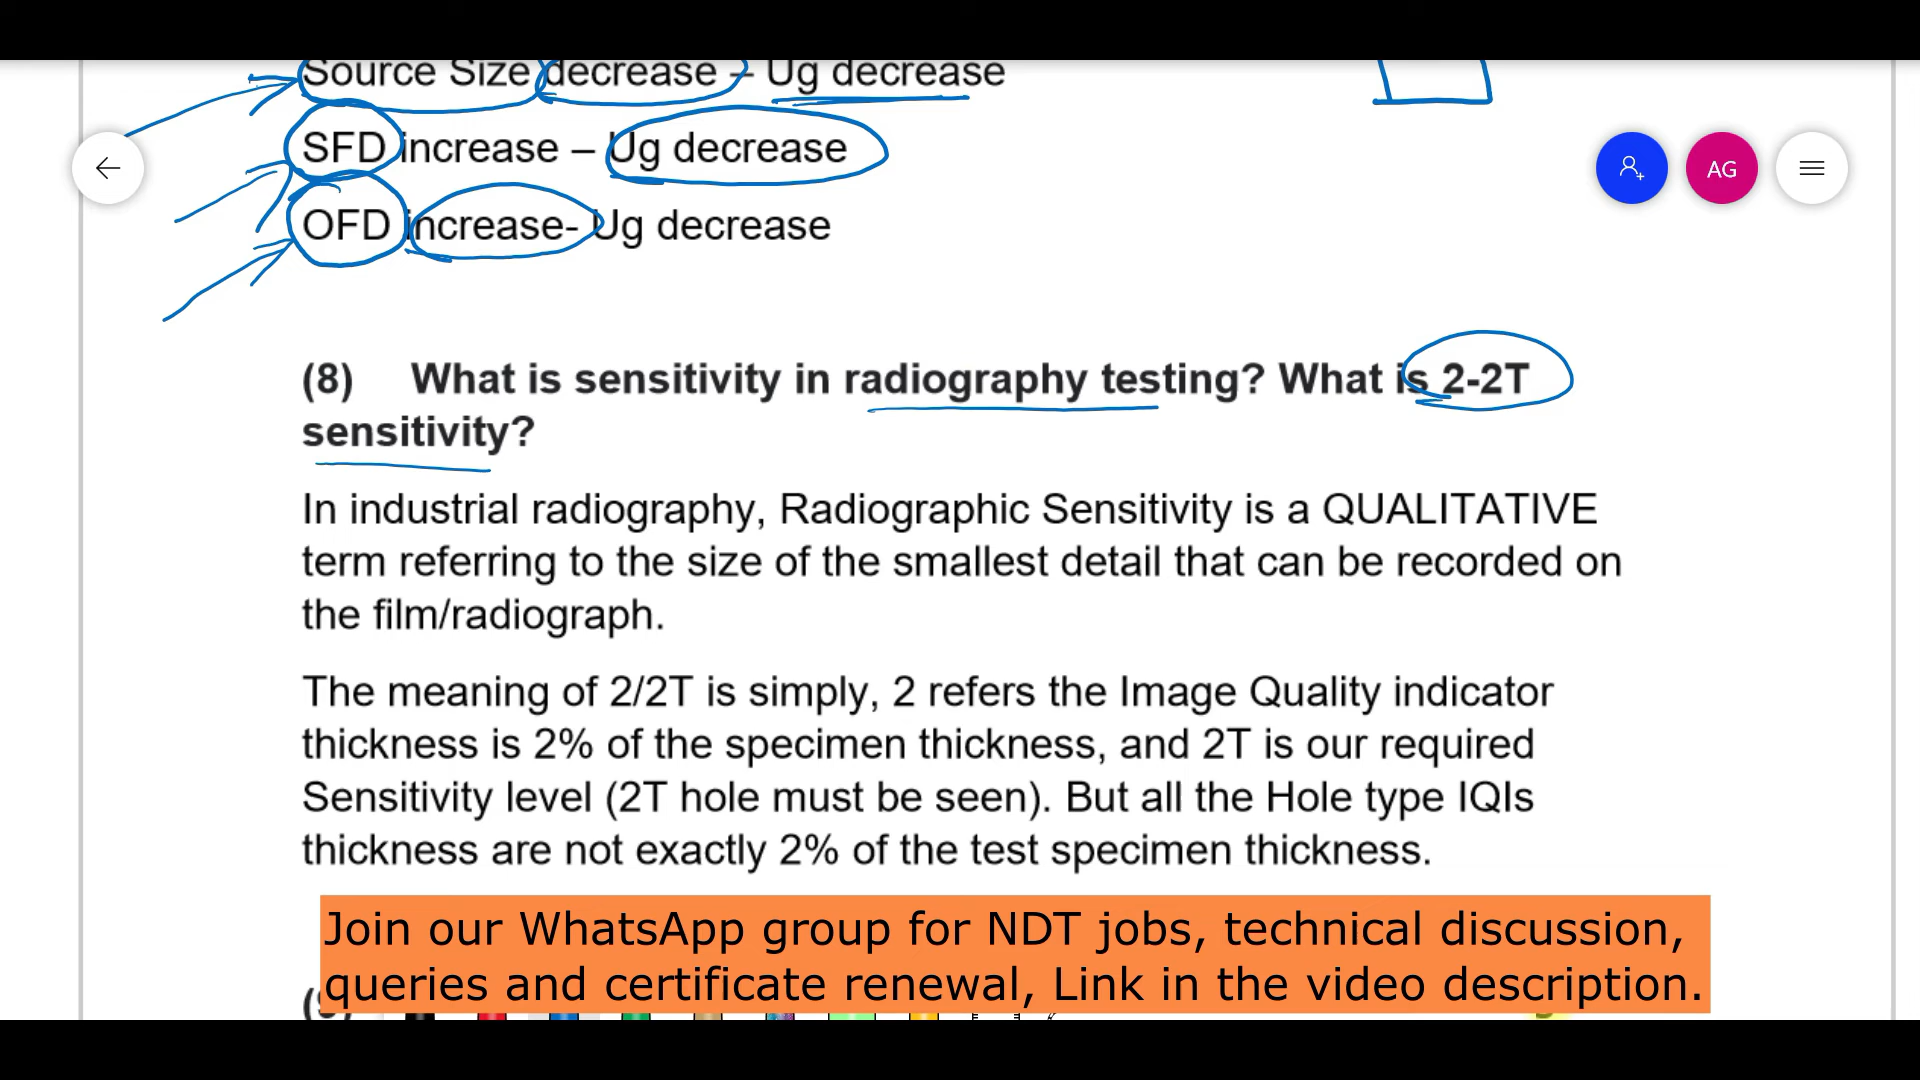 Source Size decrease – Ug decrease
SFD increase – Ug decrease
OFD increase- Ug decrease
AG
(8) What is sensitivity in radiography testing? What is 2-2T
sensitivity?
In industrial radiography, Radiographic Sensitivity is a QUALITATIVE
term referring to the size of the smallest detail that can be recorded on
the film/radiograph.
The meaning of 2/2T is simply, 2 refers the Image Quality indicator
thickness is 2% of the specimen thickness, and 2T is our required
Sensitivity level (2T hole must be seen). But all the Hole type IQIs
thickness are not exactly 2% of the test specimen thickness.
Join our WhatsApp group for NDT jobs, technical discussion,
queries and certificate renewal, Link in the video description.